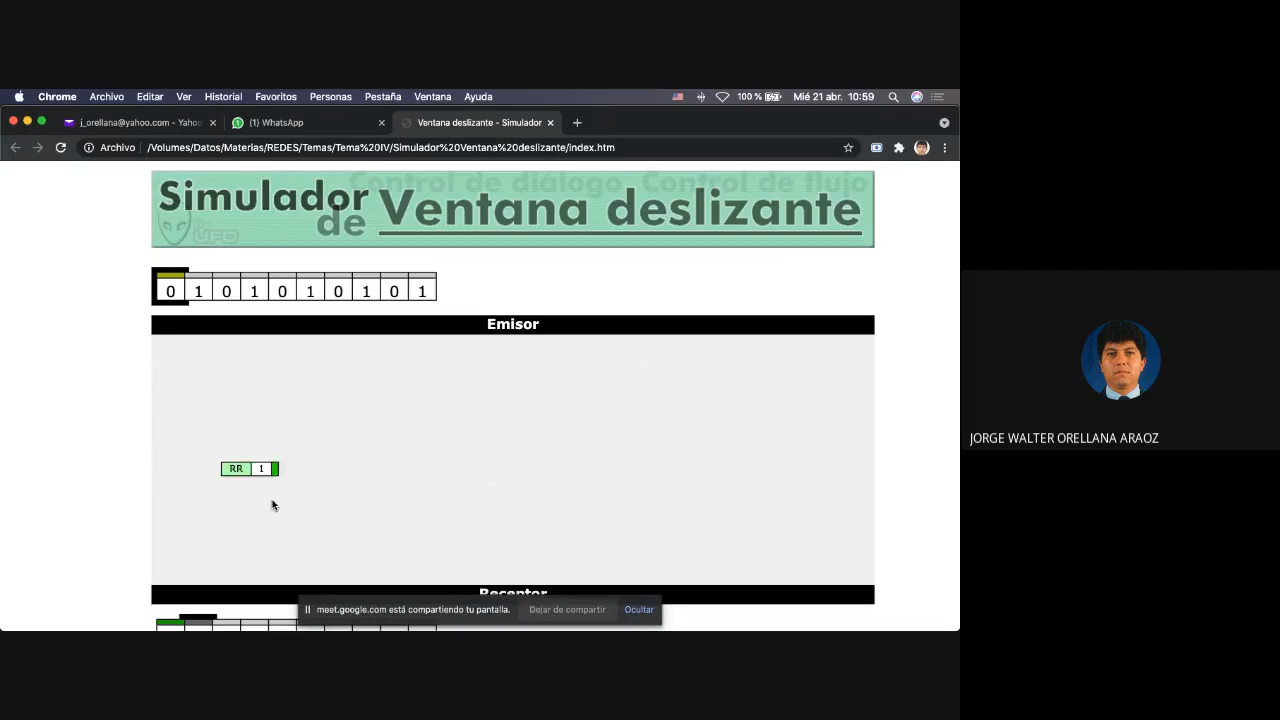 Chrome Archivo Editar Ver Historial Favoritos Personas Pestaña Ventana Ayuda 100 % Mié 21 abr. 10:59
j_orellana@yahoo.com - Yahoo (1) WhatsApp Ventana deslizante - Simulador
Archivo /Volumes/Datos/Materias/REDES/Temas/Tema%20IV/Simulador%20Ventana%20deslizante/index.htm
Control de diálogo Control de flujo
Simulador de Ventana deslizante
UFO
0 1 0 1 0 1 0 1 0 1
Emisor
RR 1
JORGE WALTER ORELLANA ARAOZ
Receptor
meet.google.com está compartiendo tu pantalla. Dejar de compartir Ocultar